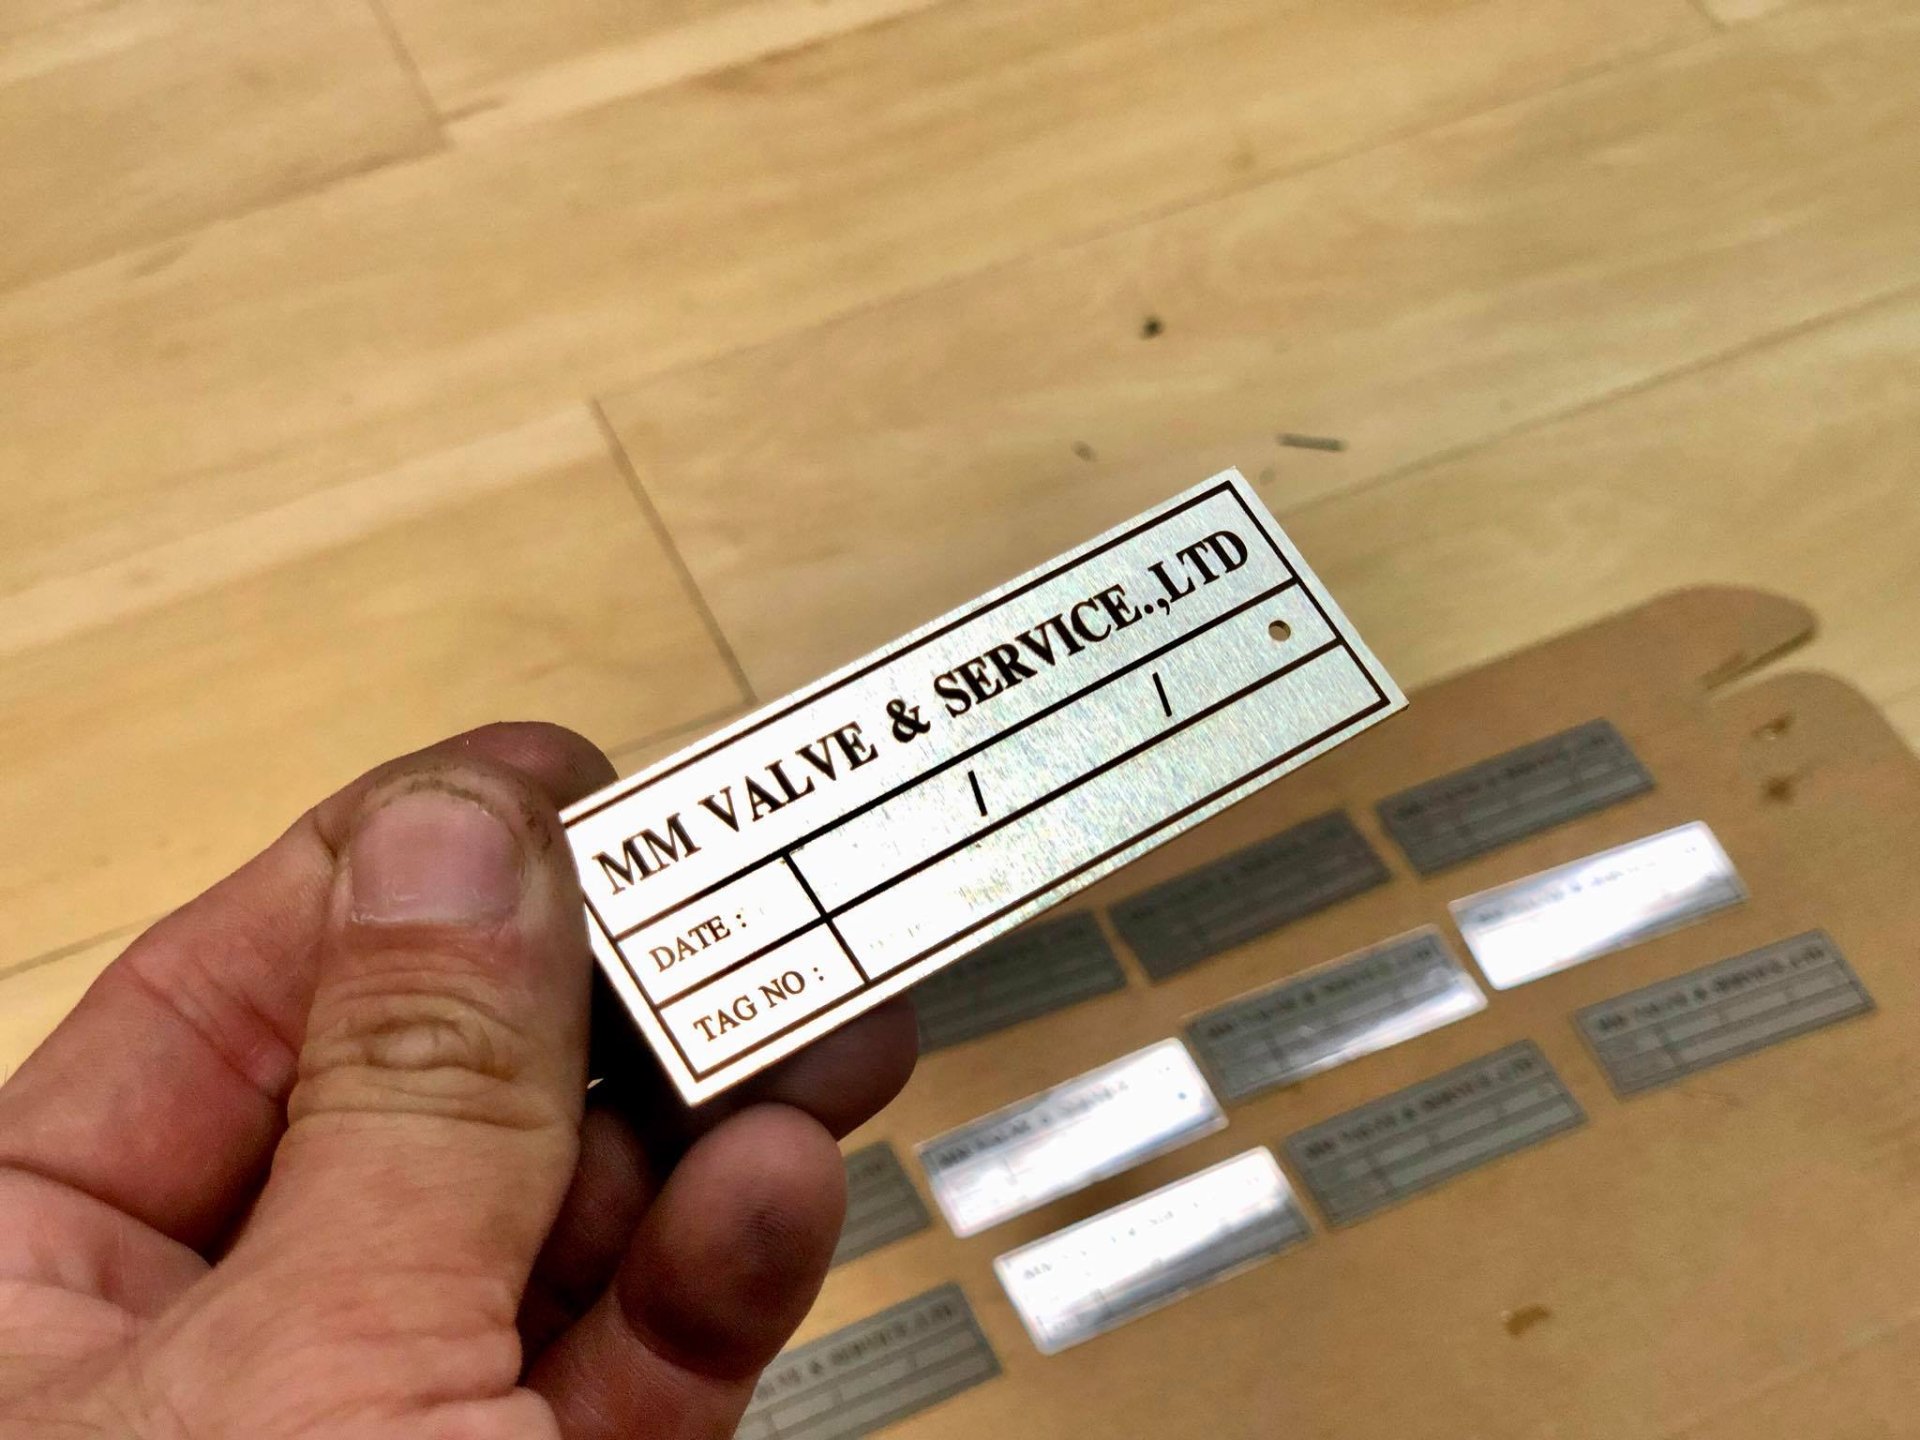 MM VALVE & SERVICE.,LTD
DATE : / /
TAG NO :